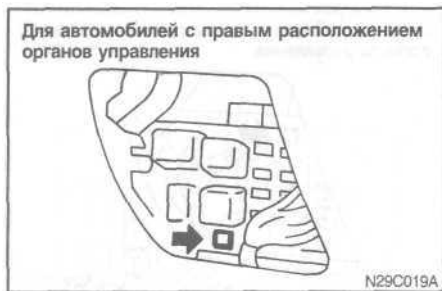 Для автомобилей с правым расположением
органов управления
N29C019A